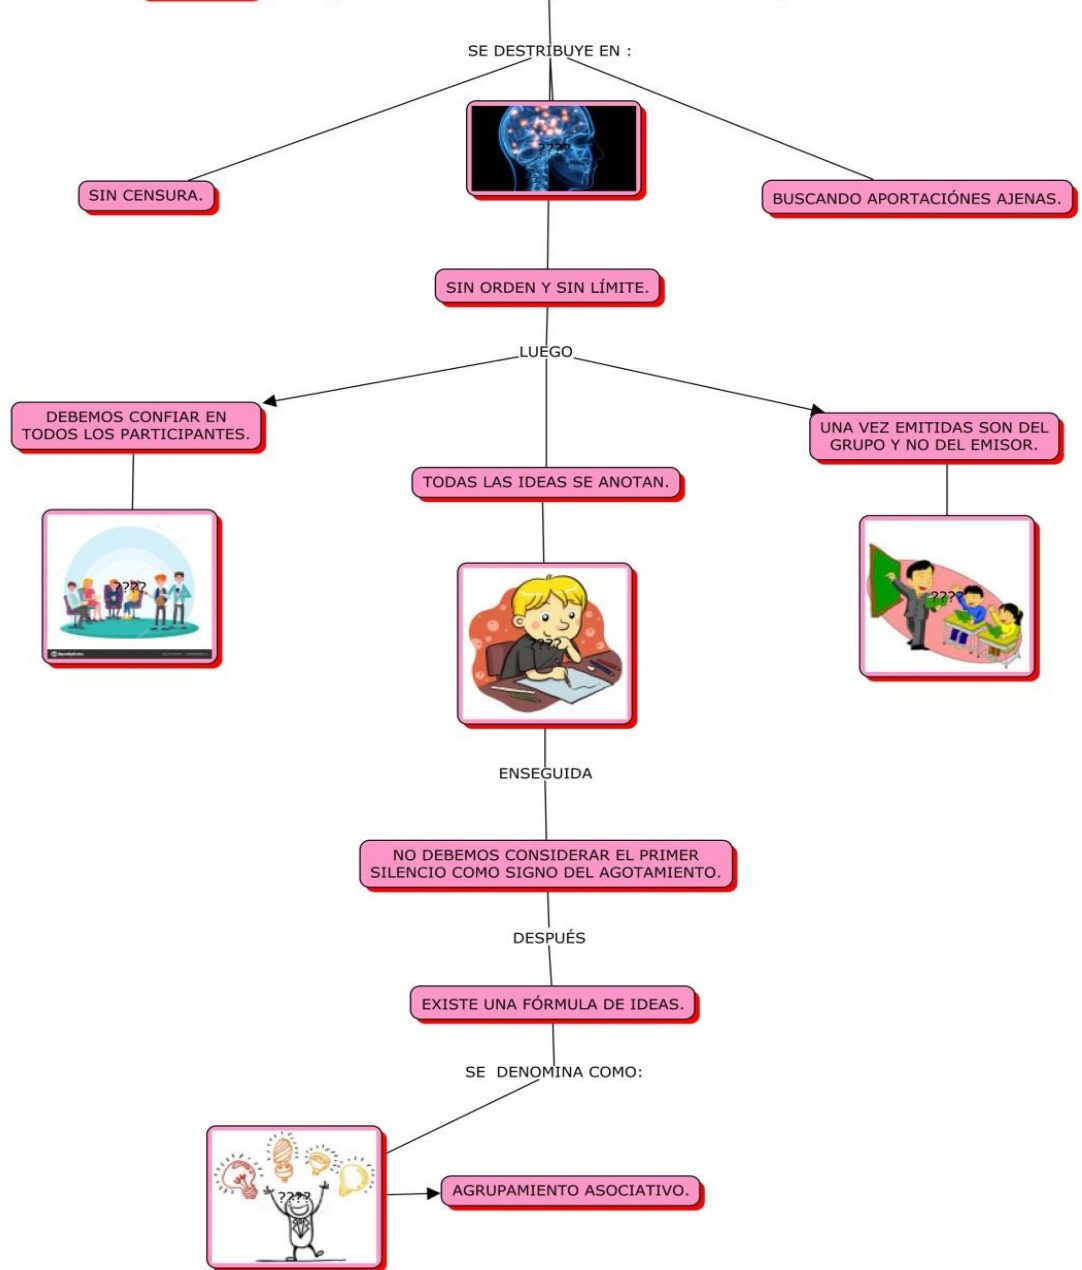 SE DESTRIBUYE EN :
????
SIN CENSURA.
BUSCANDO APORTACIÓNES AJENAS.
SIN ORDEN Y SIN LÍMITE.
LUEGO
DEBEMOS CONFIAR EN
TODOS LOS PARTICIPANTES.
UNA VEZ EMITIDAS SON DEL
GRUPO Y NO DEL EMISOR.
TODAS LAS IDEAS SE ANOTAN.
????
????
????
ENSEGUIDA
NO DEBEMOS CONSIDERAR EL PRIMER
SILENCIO COMO SIGNO DEL AGOTAMIENTO.
DESPUÉS
EXISTE UNA FÓRMULA DE IDEAS.
SE  DENOMINA COMO:
????
AGRUPAMIENTO ASOCIATIVO.